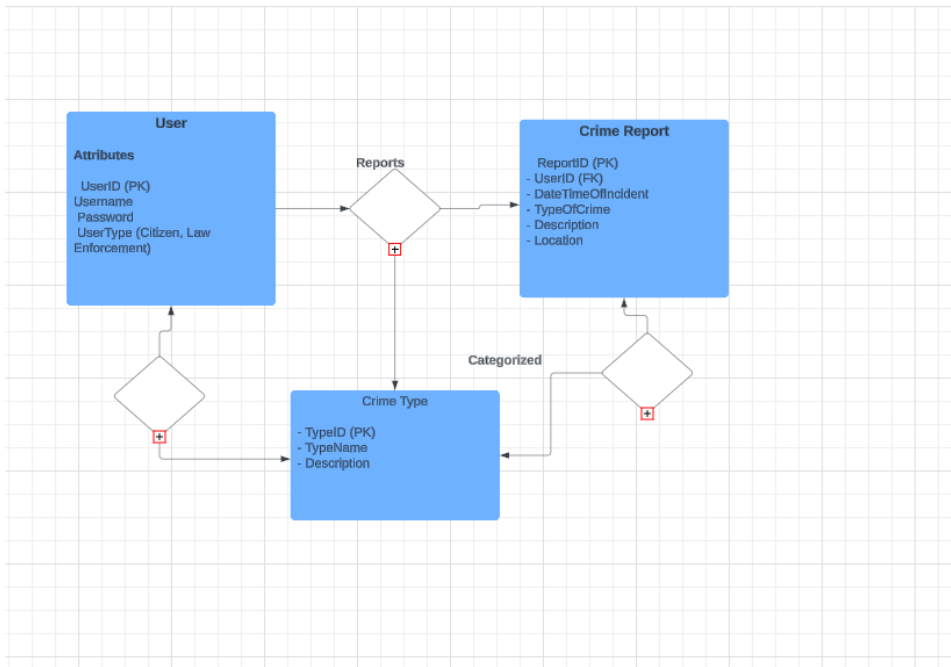 User
Attributes
UserID (PK)
Username
Password
UserType (Citizen, Law
Enforcement)
Reports
Crime Report
ReportID (PK)
- UserID (FK)
- DateTimeOfIncident
- TypeOfCrime
- Description
- Location
Categorized
Crime Type
- TypeID (PK)
- TypeName
- Description